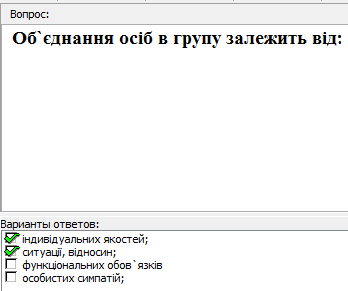 Вопрос:
Об`єднання осіб в групу залежить від:
Варианты ответов:
індивідуальних якостей;
ситуації, відносин;
функціональних обов`язків
особистих симпатій;